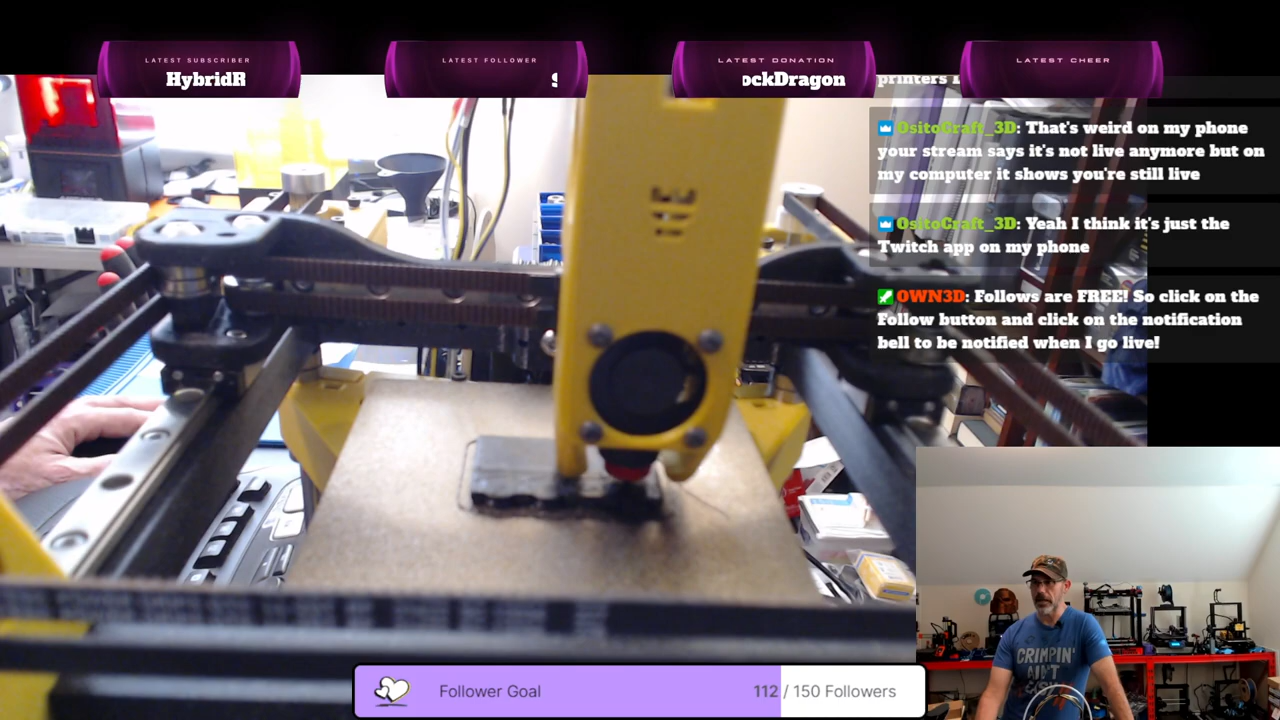 LATEST SUBSCRIBER
HybridR
LATEST FOLLOWER
LATEST DONATION
ockDragon
LATEST CHEER
printers
OsitoCraft_3D: That's weird on my phone
your stream says it's not live anymore but on
my computer it shows you're still live
OsitoCraft_3D: Yeah I think it's just the
Twitch app on my phone
OWN3D: Follows are FREE! So click on the
Follow button and click on the notification
bell to be notified when I go live!
CRIMPIN'
AIN'T
Follower Goal
112 / 150 Followers